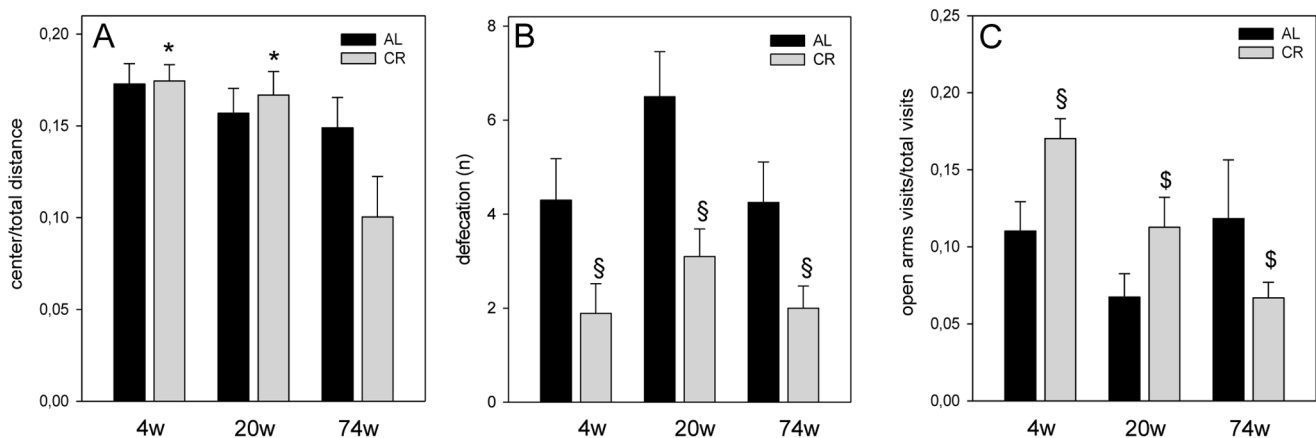 A
AL
CR
center/total distance
0,20
0,15
0,10
0,05
0,00
*
*
4w
20w
74w
B
AL
CR
defecation (n)
8
6
4
2
0
§
§
§
4w
20w
74w
C
AL
CR
open arms visits/total visits
0,25
0,20
0,15
0,10
0,05
0,00
§
$
$
4w
20w
74w